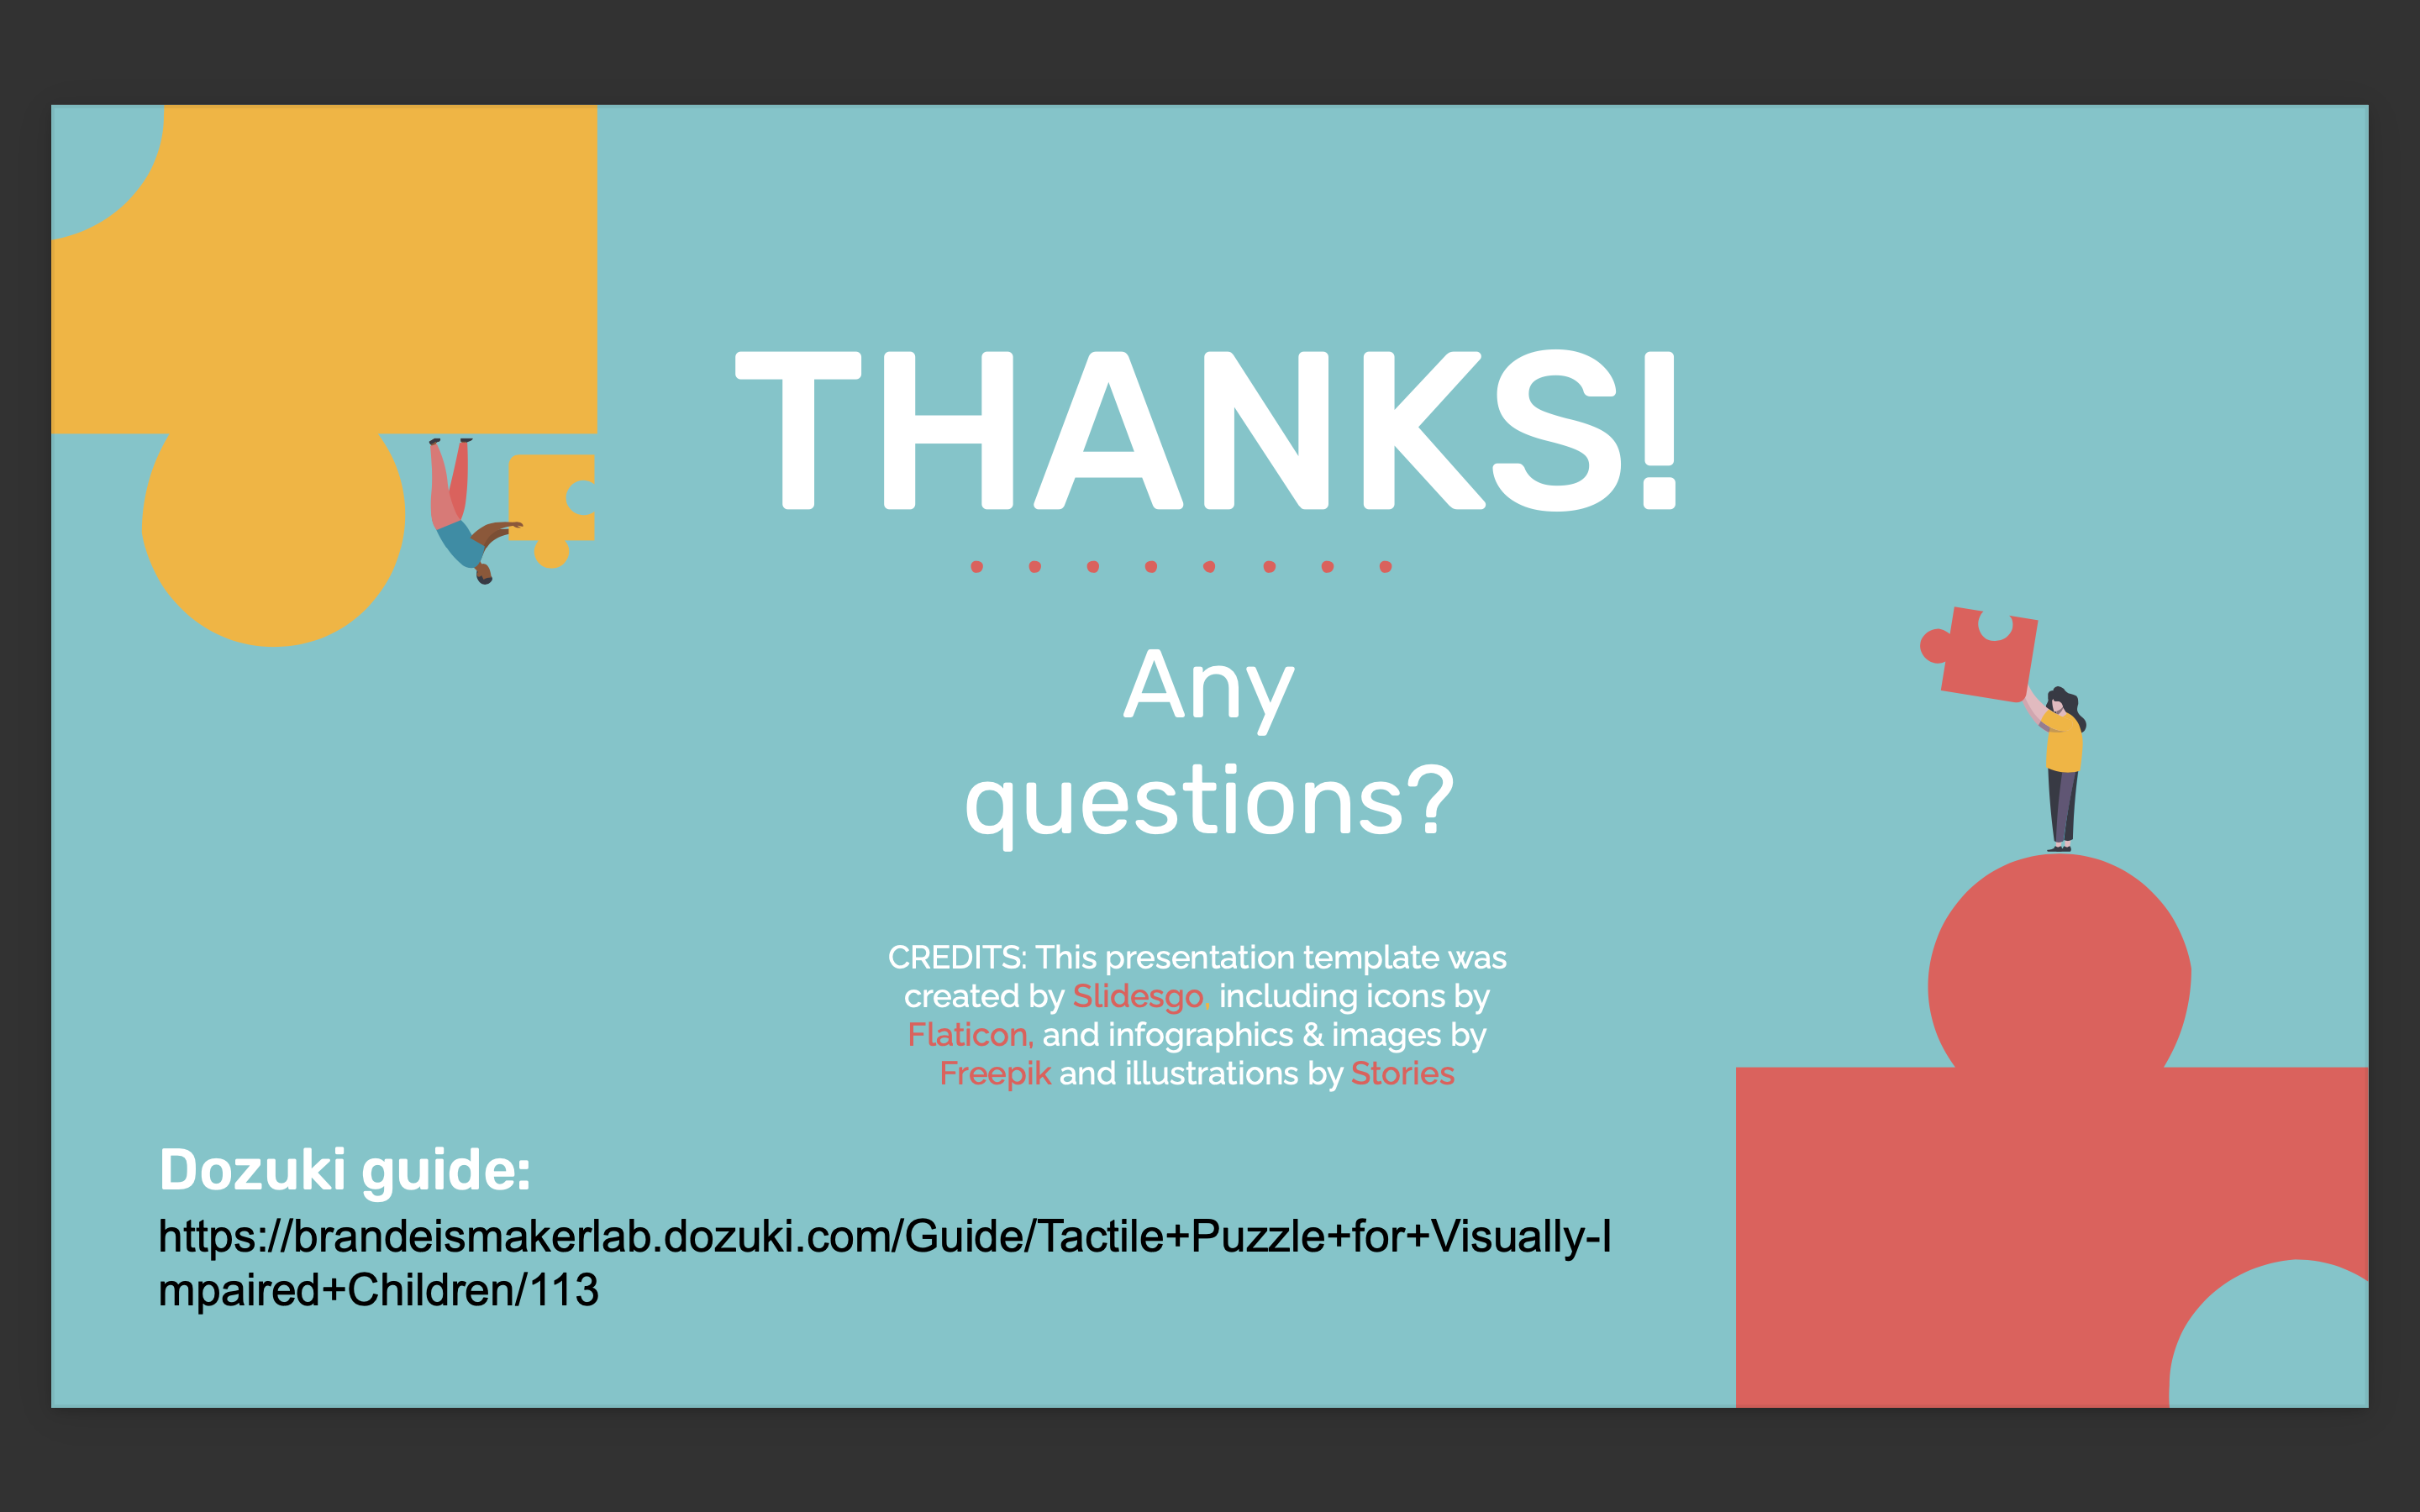 THANKS!
Any
questions?
CREDITS: This presentation template was
created by Slidesgo, including icons by
Flaticon, and infographics & images by
Freepik and illustrations by Stories
Dozuki guide:
https://brandeismakerlab.dozuki.com/Guide/Tactile+Puzzle+for+Visually-I
mpaired+Children/113